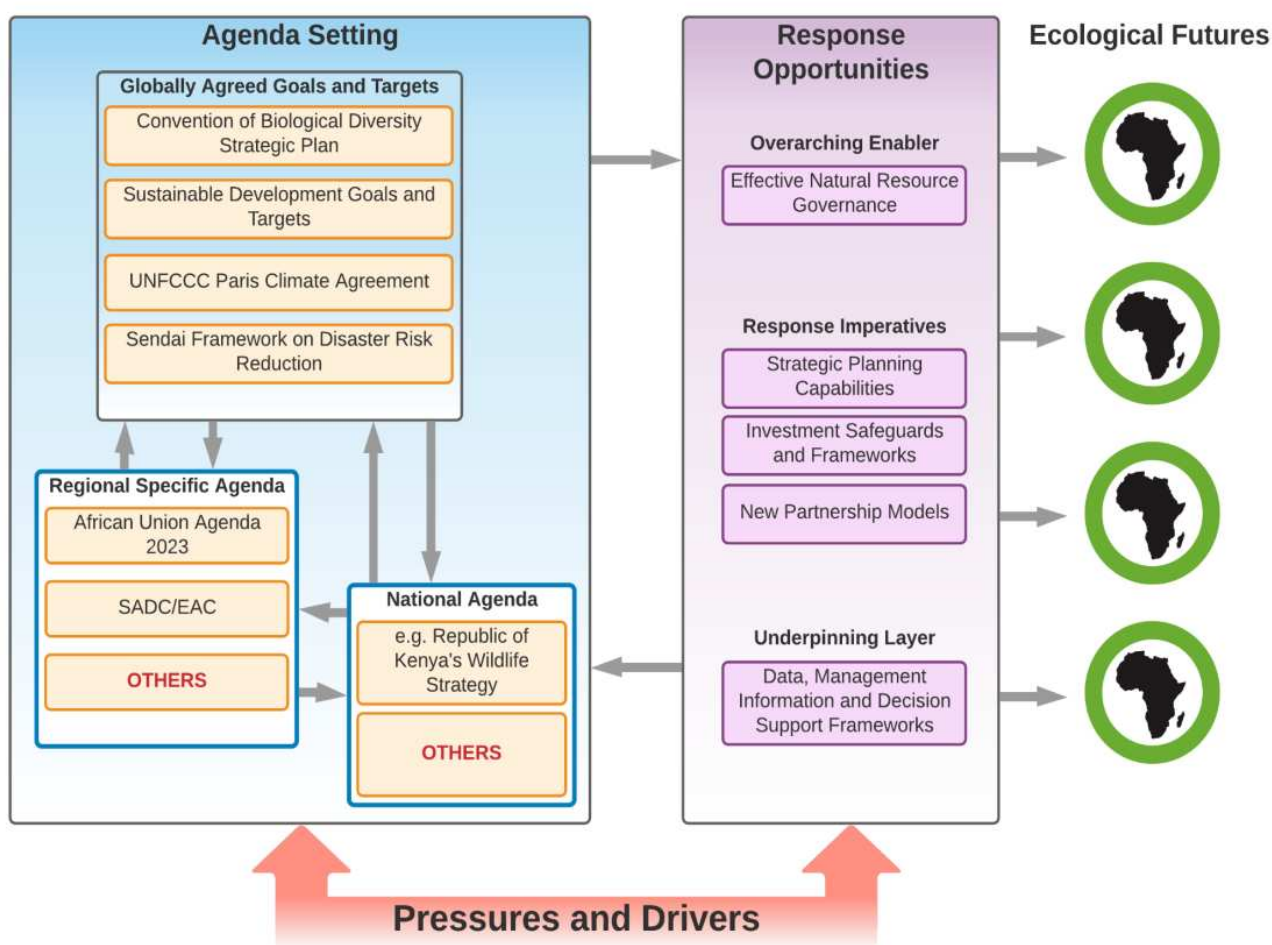 Agenda Setting
Globally Agreed Goals and Targets
Convention of Biological Diversity
Strategic Plan
Sustainable Development Goals and
Targets
UNFCCC Paris Climate Agreement
Sendai Framework on Disaster Risk
Reduction
Regional Specific Agenda
African Union Agenda
2023
SADC/EAC
OTHERS
National Agenda
e.g. Republic of
Kenya's Wildlife
Strategy
OTHERS
Response
Opportunities
Overarching Enabler
Effective Natural Resource
Governance
Response Imperatives
Strategic Planning
Capabilities
Investment Safeguards
and Frameworks
New Partnership Models
Underpinning Layer
Data, Management
Information and Decision
Support Frameworks
Ecological Futures
Pressures and Drivers